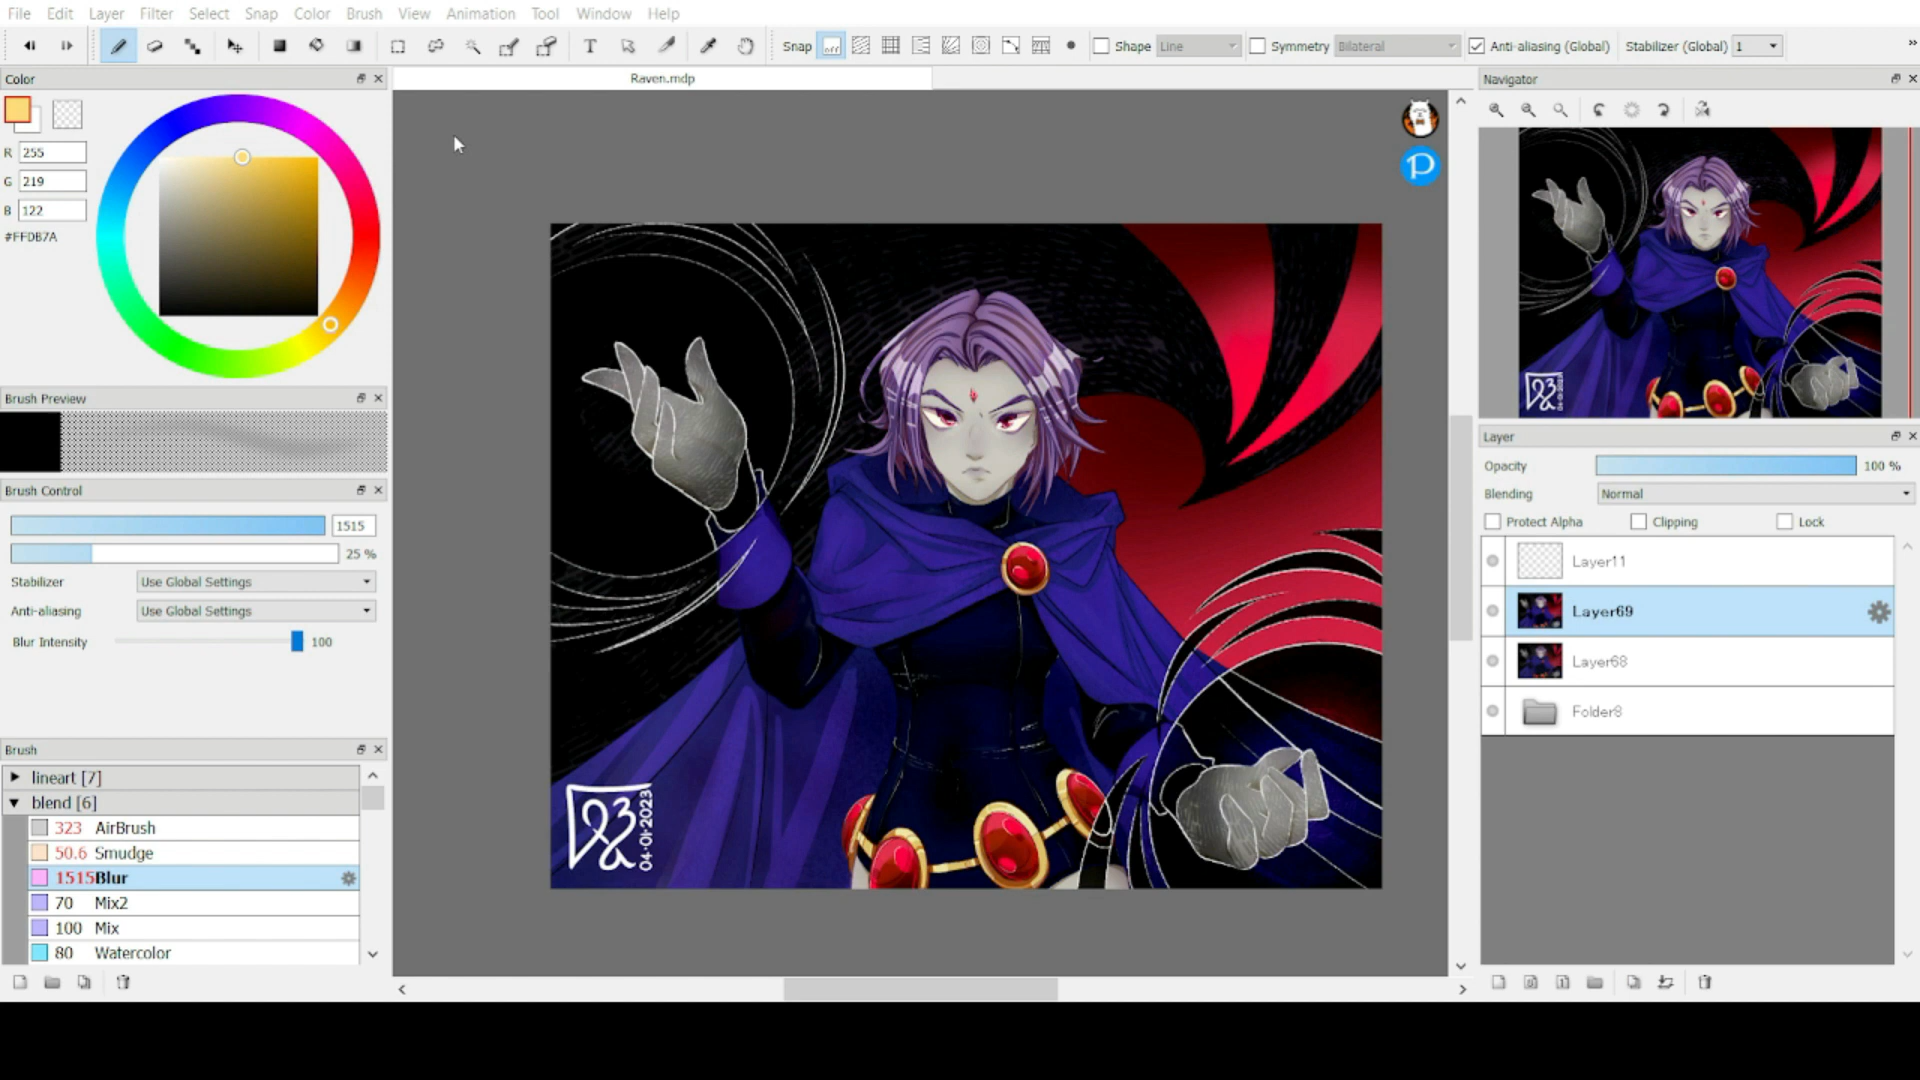 File Edit Layer Filter Select Snap Color Brush View Animation Tool Window Help
Snap off Shape Line Symmetry Bilateral Anti-aliasing (Global) Stabilizer (Global) 1
Color
Raven.mdp
Navigator
R 255
G 219
B 122
#FFDB7A
Brush Preview
Brush Control
1515
25 %
Stabilizer Use Global Settings
Anti-aliasing Use Global Settings
Blur Intensity 100
Brush
lineart [7]
blend [6]
323 AirBrush
50.6 Smudge
1515 Blur
70 Mix2
100 Mix
80 Watercolor
04-01-2023
P
Layer
Opacity 100 %
Blending Normal
Protect Alpha Clipping Lock
Layer11
Layer69
Layer68
Folder8